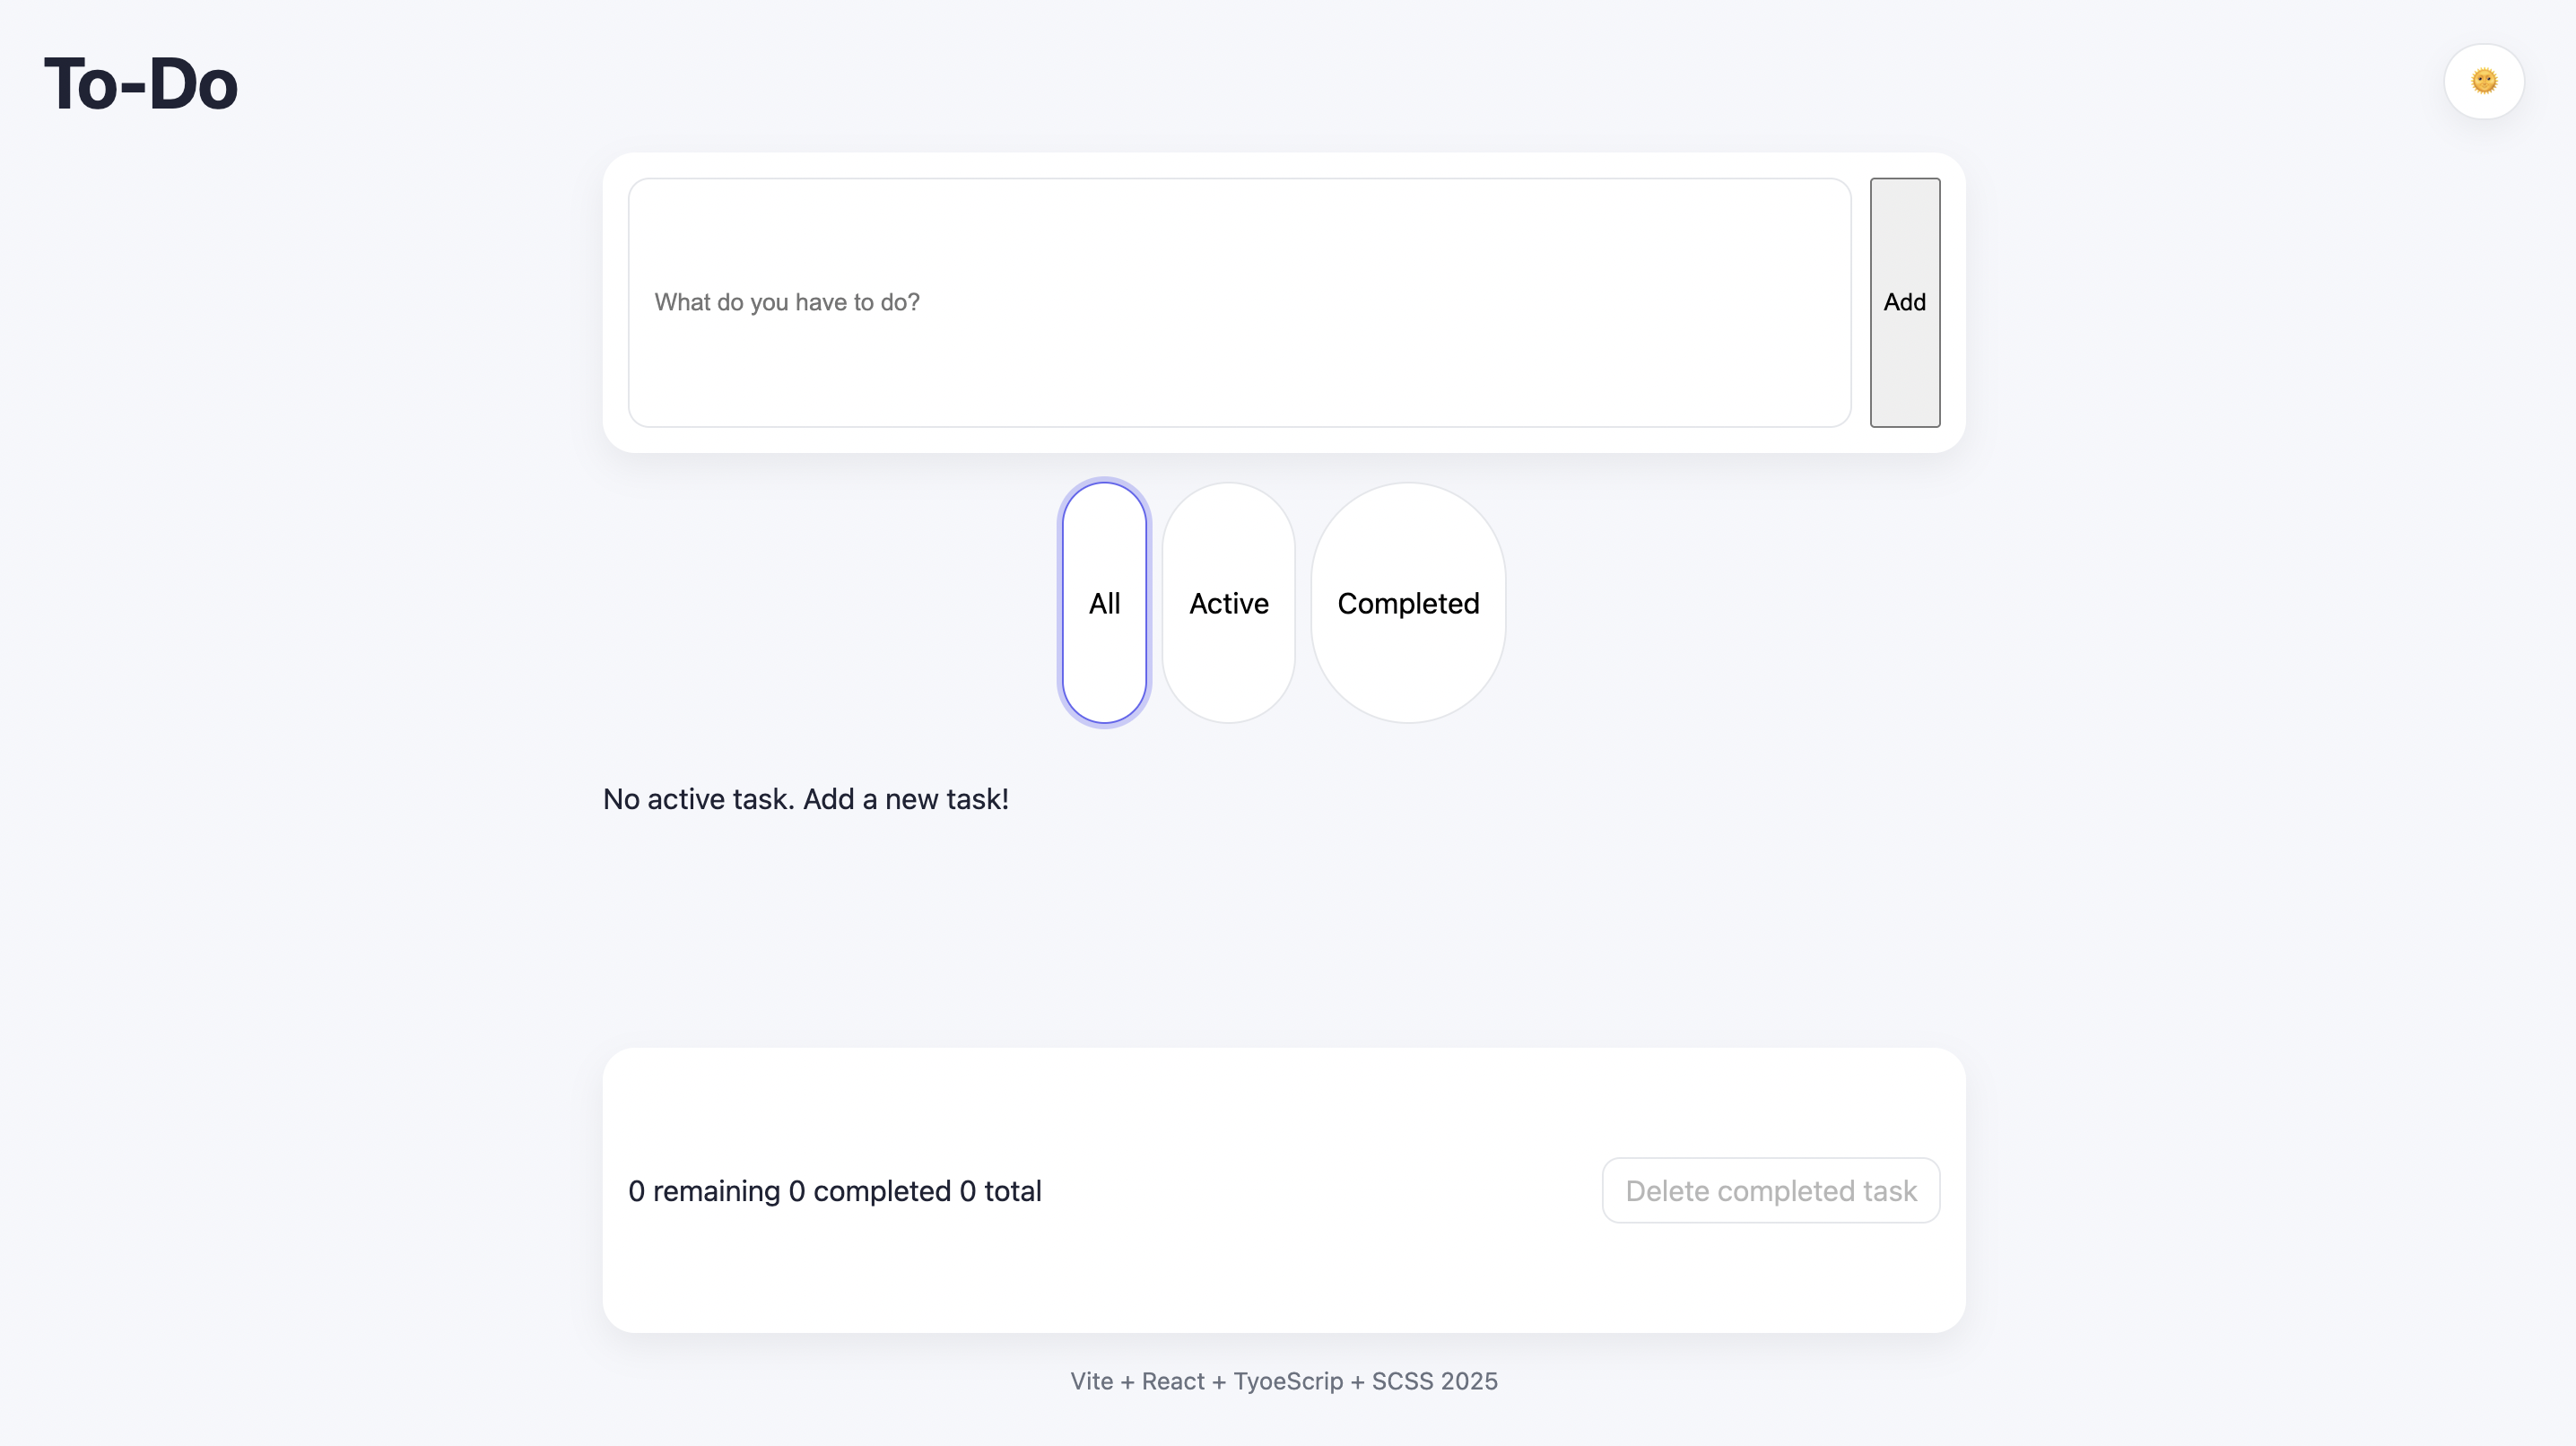 To-Do
What do you have to do?
Add
All
Active
Completed
No active task. Add a new task!
0 remaining 0 completed 0 total
Delete completed task
Vite + React + TyoeScrip + SCSS 2025